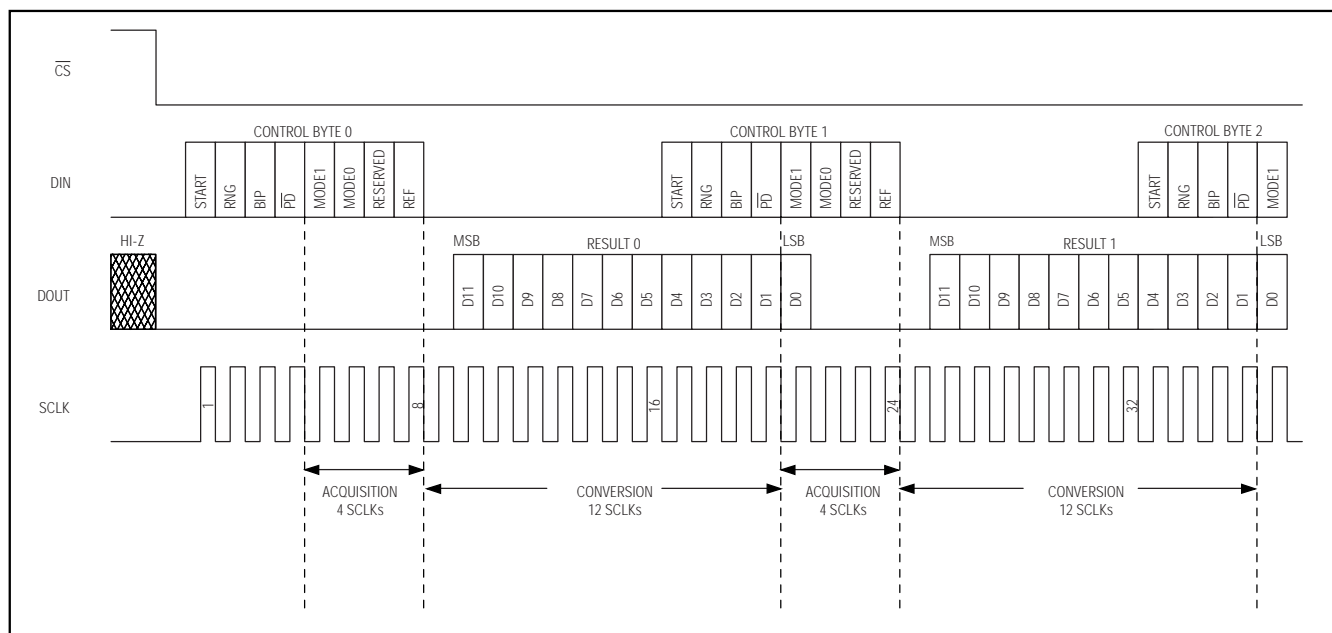 CS
CONTROL BYTE 0
CONTROL BYTE 1
CONTROL BYTE 2
DIN
START
RNG
BIP
PD
MODE1
MODE0
RESERVED
REF
START
RNG
BIP
PD
MODE1
MODE0
RESERVED
REF
START
RNG
BIP
PD
MODE1
HI-Z
MSB
RESULT 0
LSB
MSB
RESULT 1
LSB
DOUT
D11
D10
D9
D8
D7
D6
D5
D4
D3
D2
D1
D0
D11
D10
D9
D8
D7
D6
D5
D4
D3
D2
D1
D0
SCLK
1
8
16
24
32
ACQUISITION
4 SCLKs
CONVERSION
12 SCLKs
ACQUISITION
4 SCLKs
CONVERSION
12 SCLKs